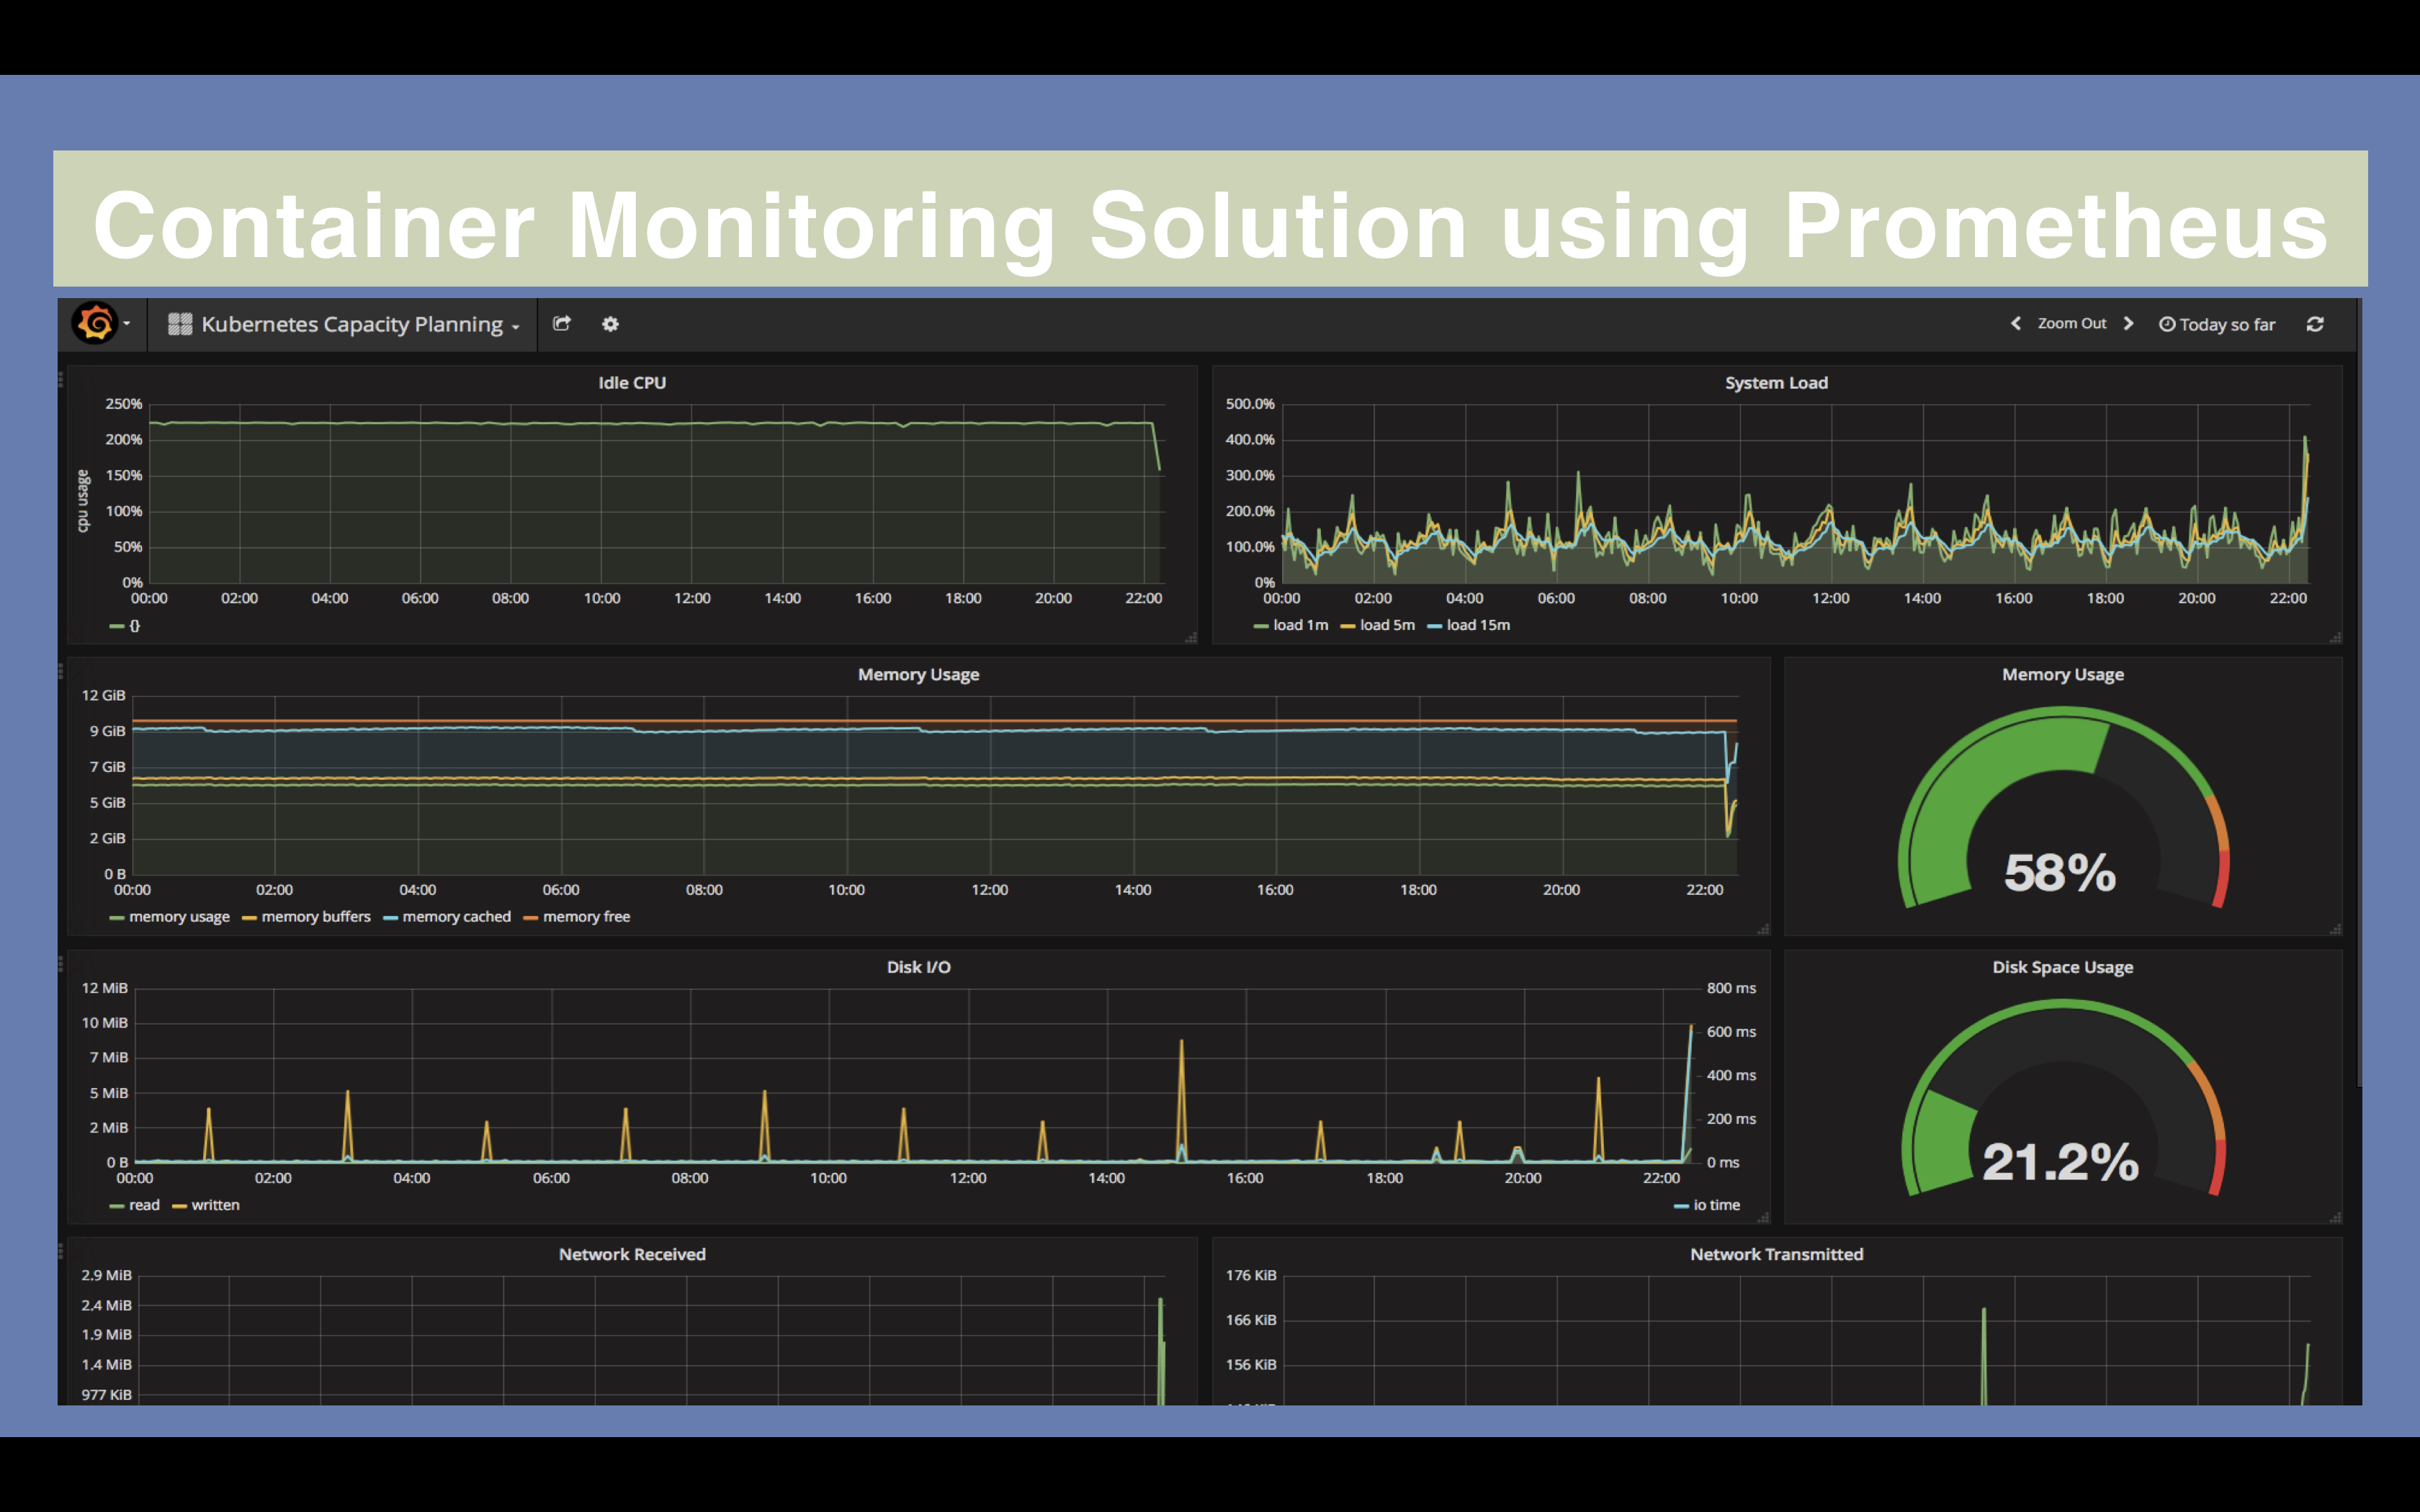 Container Monitoring Solution using Prometheus
Kubernetes Capacity Planning
Zoom Out
Today so far
Idle CPU
250%
200%
150%
100%
50%
0%
cpu usage
00:00 02:00 04:00 06:00 08:00 10:00 12:00 14:00 16:00 18:00 20:00 22:00
{}
System Load
500.0%
400.0%
300.0%
200.0%
100.0%
0%
00:00 02:00 04:00 06:00 08:00 10:00 12:00 14:00 16:00 18:00 20:00 22:00
load 1m load 5m load 15m
Memory Usage
12 GiB
9 GiB
7 GiB
5 GiB
2 GiB
0 B
00:00 02:00 04:00 06:00 08:00 10:00 12:00 14:00 16:00 18:00 20:00 22:00
memory usage memory buffers memory cached memory free
Memory Usage
58%
Disk I/O
12 MiB
10 MiB
7 MiB
5 MiB
2 MiB
0 B
800 ms
600 ms
400 ms
200 ms
0 ms
00:00 02:00 04:00 06:00 08:00 10:00 12:00 14:00 16:00 18:00 20:00 22:00
read written
io time
Disk Space Usage
21.2%
Network Received
2.9 MiB
2.4 MiB
1.9 MiB
1.4 MiB
977 KiB
Network Transmitted
176 KiB
166 KiB
156 KiB